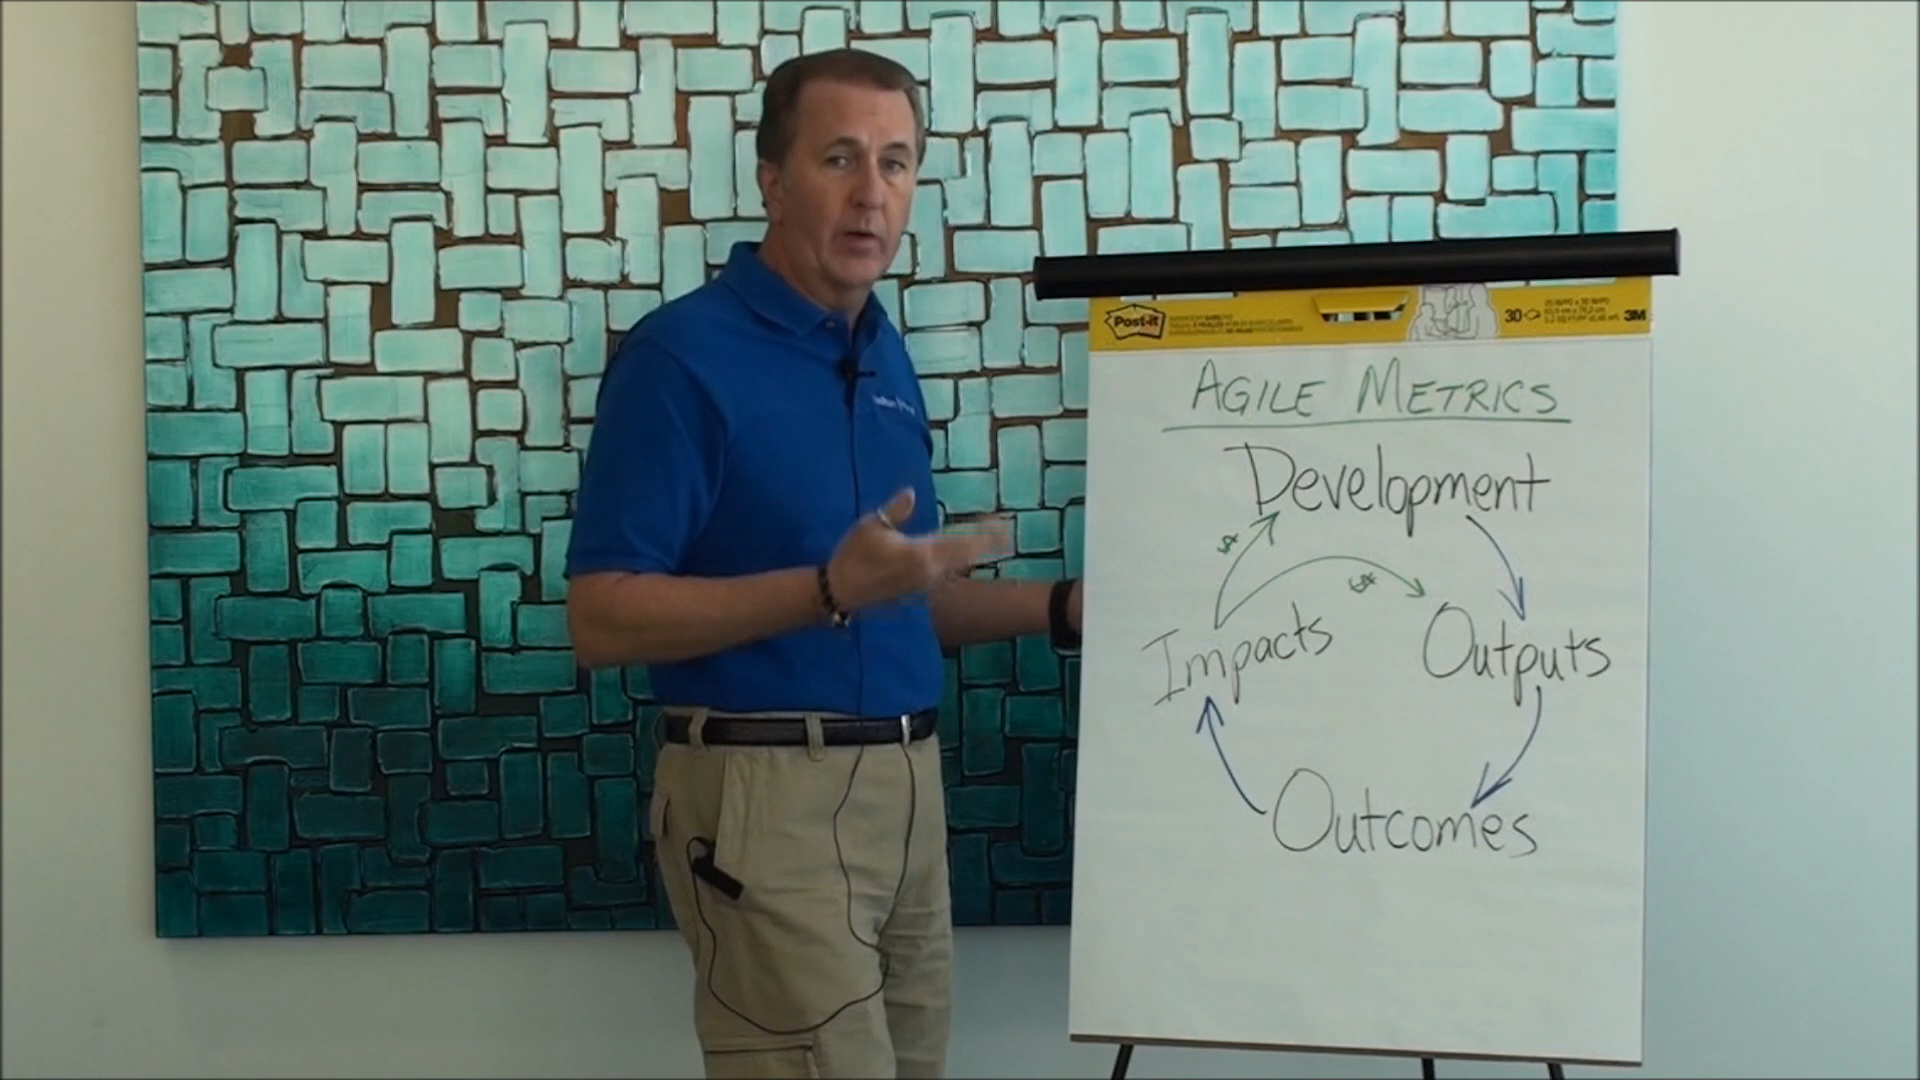 Post-it
30
3M
AGILE METRICS
Development
$
$
Impacts
Outputs
Outcomes